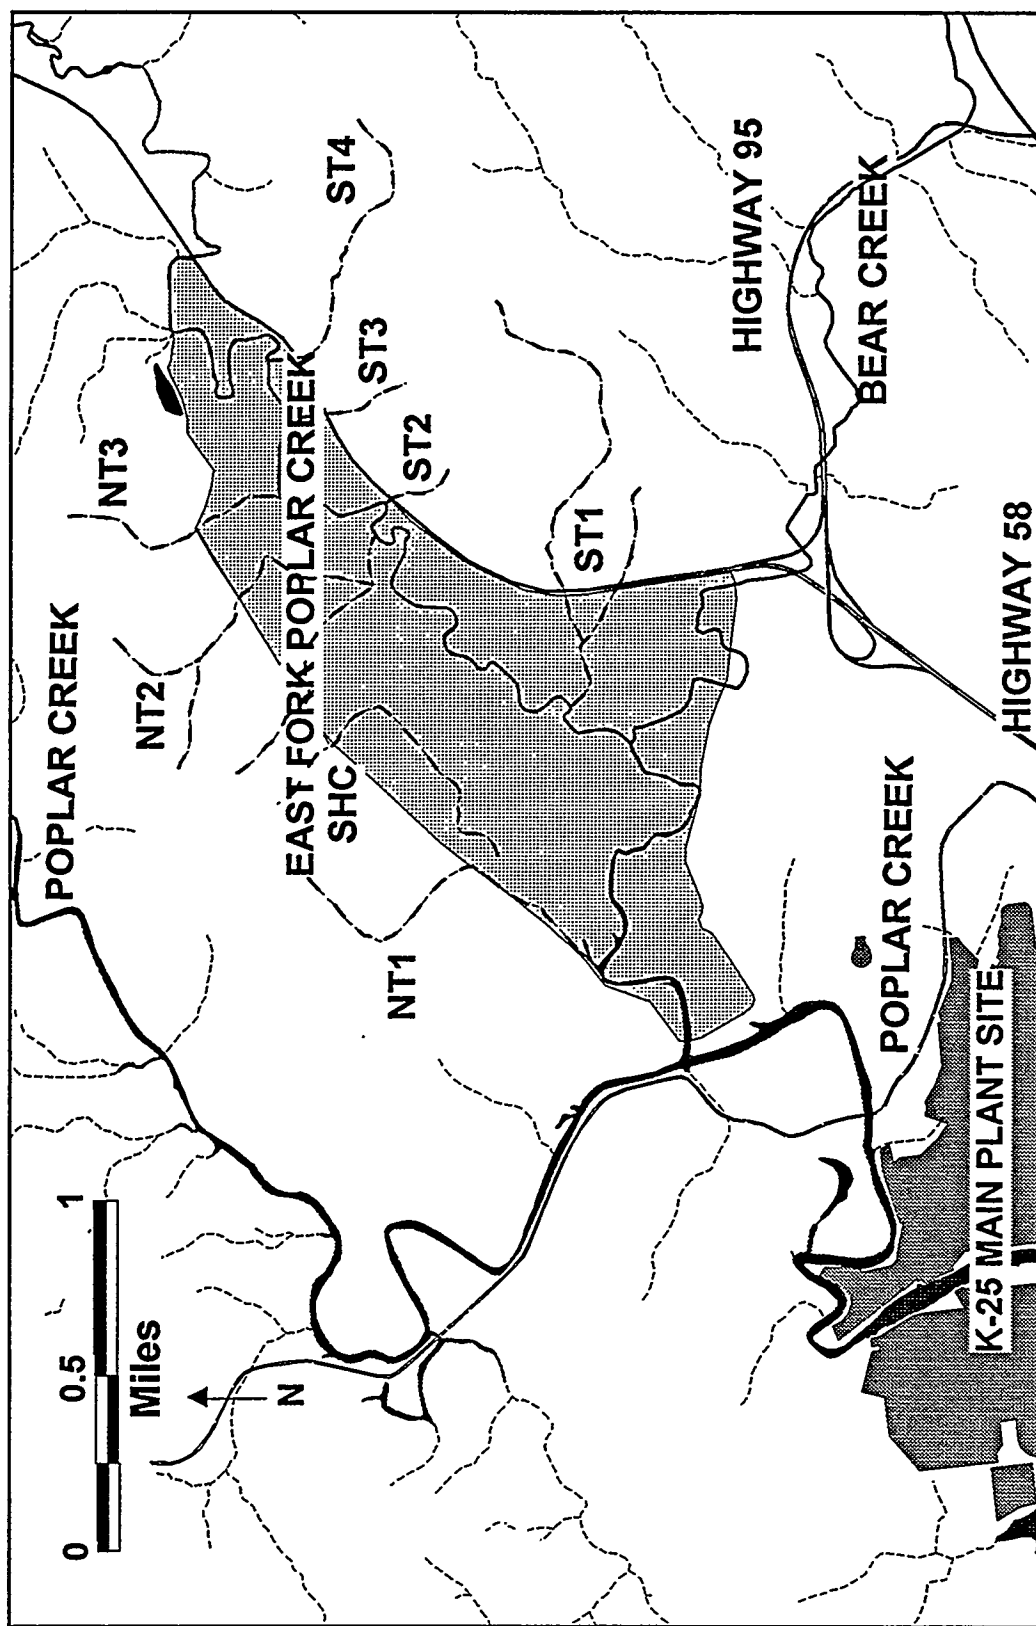 0 0.5 1
Miles
N
POPLAR CREEK
NT2
NT3
NT1
SHC
EAST FORK POPLAR CREEK
ST4
ST3
ST2
ST1
HIGHWAY 95
BEAR CREEK
POPLAR CREEK
HIGHWAY 58
K-25 MAIN PLANT SITE